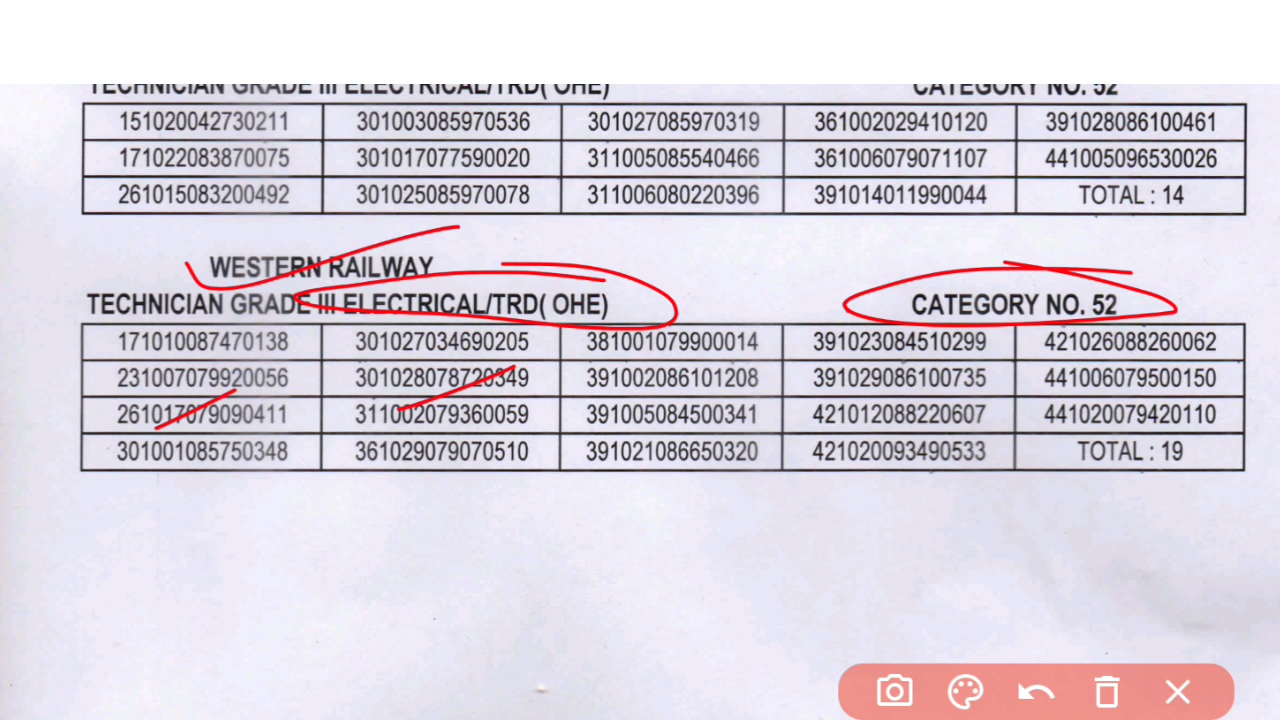 TECHNICIAN GRADE III ELECTRICAL/TRD( OHE) CATEGORY NO. 52
151020042730211 301003085970536 301027085970319 361002029410120 391028086100461
171022083870075 301017077590020 311005085540466 361006079071107 441005096530026
261015083200492 301025085970078 311006080220396 391014011990044 TOTAL : 14
WESTERN RAILWAY
TECHNICIAN GRADE III ELECTRICAL/TRD( OHE) CATEGORY NO. 52
171010087470138 301027034690205 381001079900014 391023084510299 421026088260062
231007079920056 301028078720349 391002086101208 391029086100735 441006079500150
261017079090411 311002079360059 391005084500341 421012088220607 441020079420110
301001085750348 361029079070510 391021086650320 421020093490533 TOTAL : 19